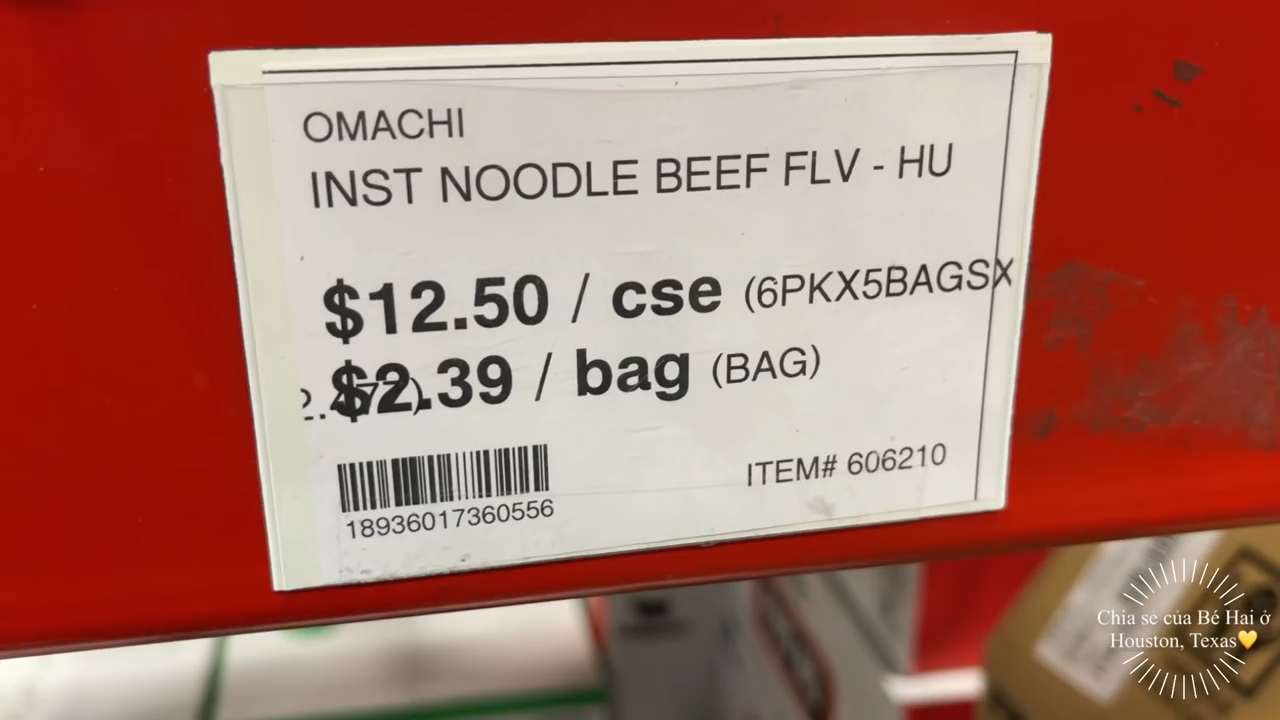 OMACHI
INST NOODLE BEEF FLV - HU
$12.50 / cse (6PKX5BAGSX
$2.39 / bag (BAG)
ITEM# 606210
18936017360556
Chia sẻ của Bé Hai ở
Houston, Texas💛